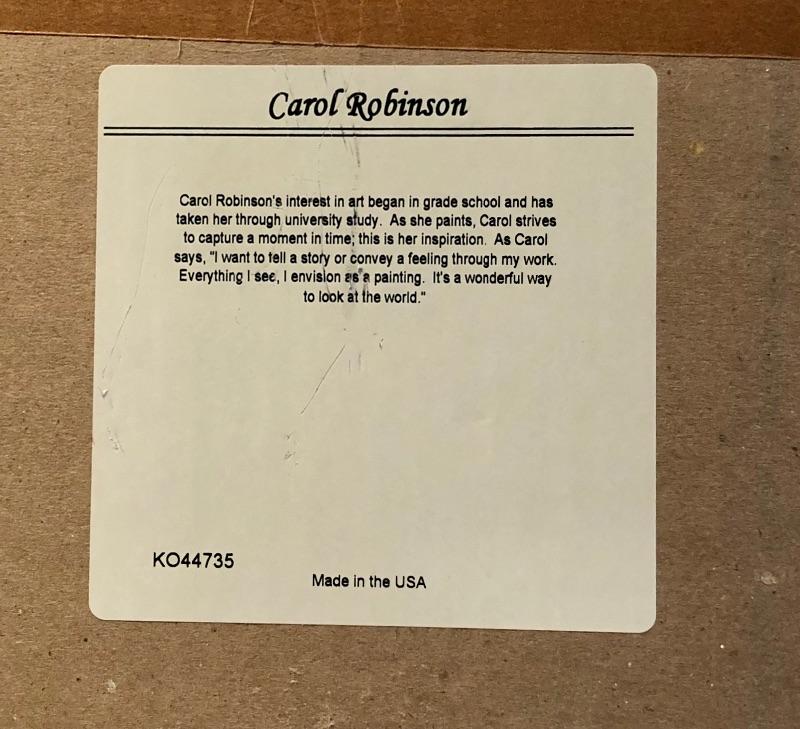 Carol Robinson
Carol Robinson's interest in art began in grade school and has
taken her through university study. As she paints, Carol strives
to capture a moment in time; this is her inspiration. As Carol
says, "I want to tell a story or convey a feeling through my work.
Everything I see, I envision as a painting. It's a wonderful way
to look at the world."
KO44735
Made in the USA